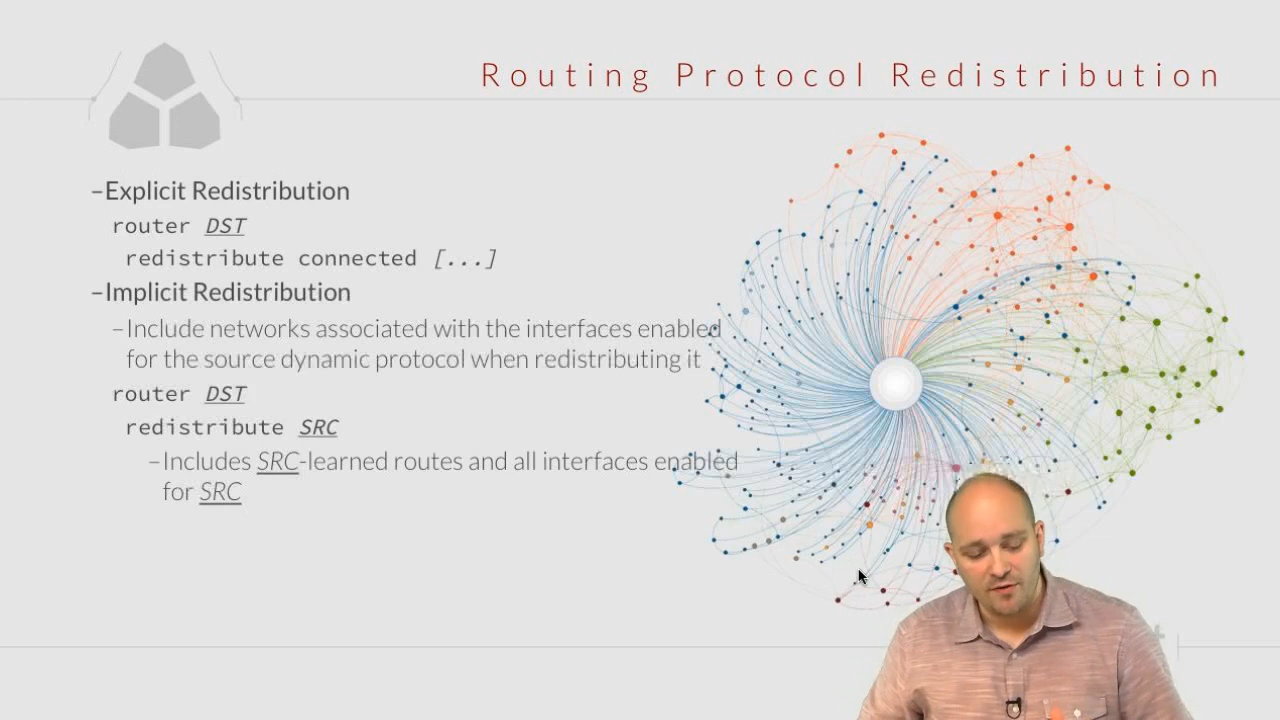 Routing Protocol Redistribution
–Explicit Redistribution
router DST
redistribute connected [...]
–Implicit Redistribution
–Include networks associated with the interfaces enabled
for the source dynamic protocol when redistributing it
router DST
redistribute SRC
–Includes SRC-learned routes and all interfaces enabled
for SRC